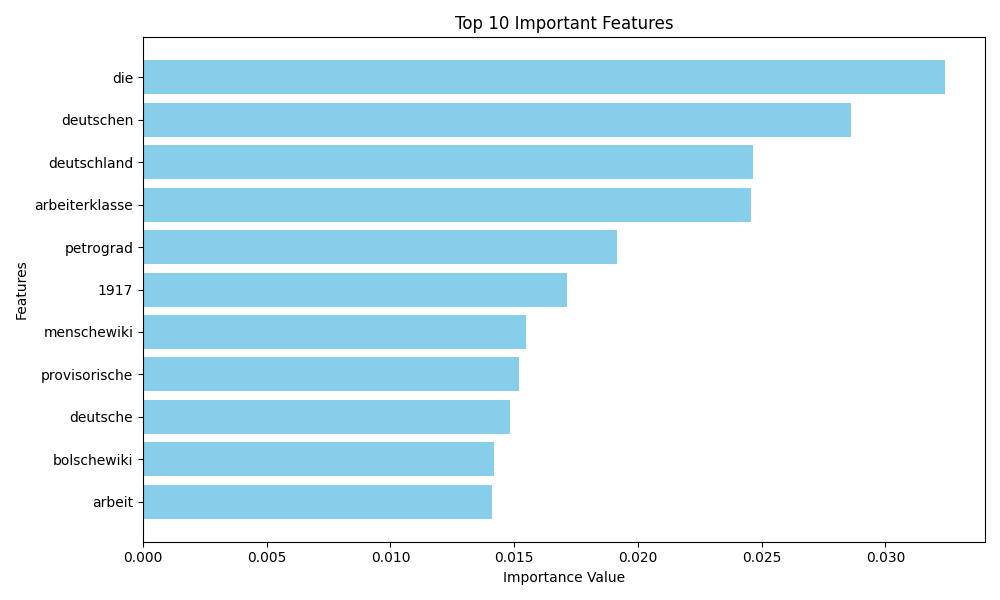 Top 10 Important Features
die
deutschen
deutschland
arbeiterklasse
petrograd
1917
menschewiki
provisorische
deutsche
bolschewiki
arbeit
Features
0.000 0.005 0.010 0.015 0.020 0.025 0.030
Importance Value